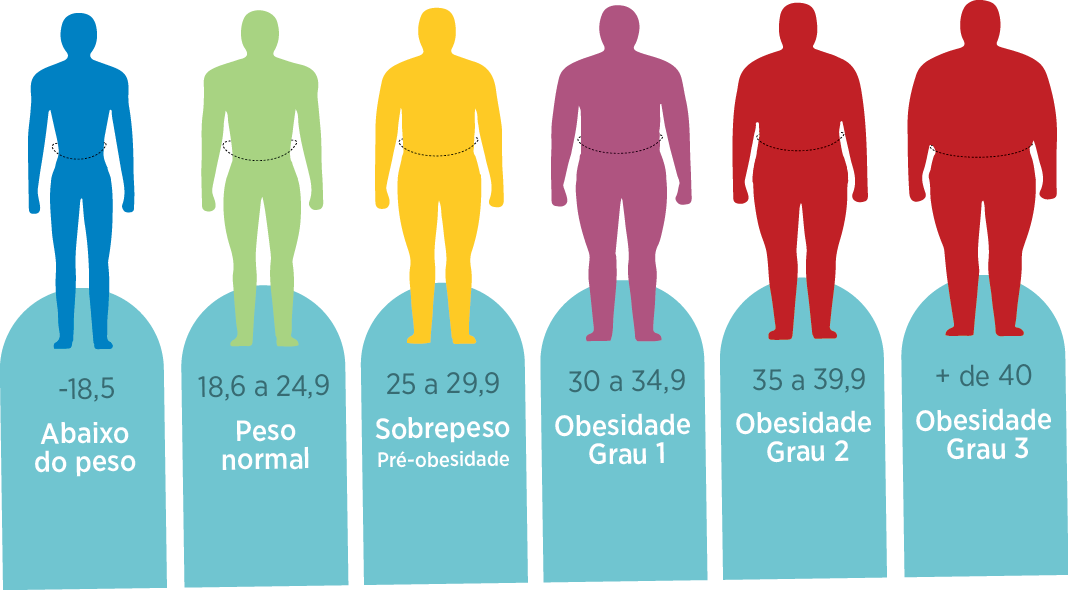 -18,5
Abaixo
do peso
18,6 a 24,9
Peso
normal
25 a 29,9
Sobrepeso
Pré-obesidade
30 a 34,9
Obesidade
Grau 1
35 a 39,9
Obesidade
Grau 2
+ de 40
Obesidade
Grau 3